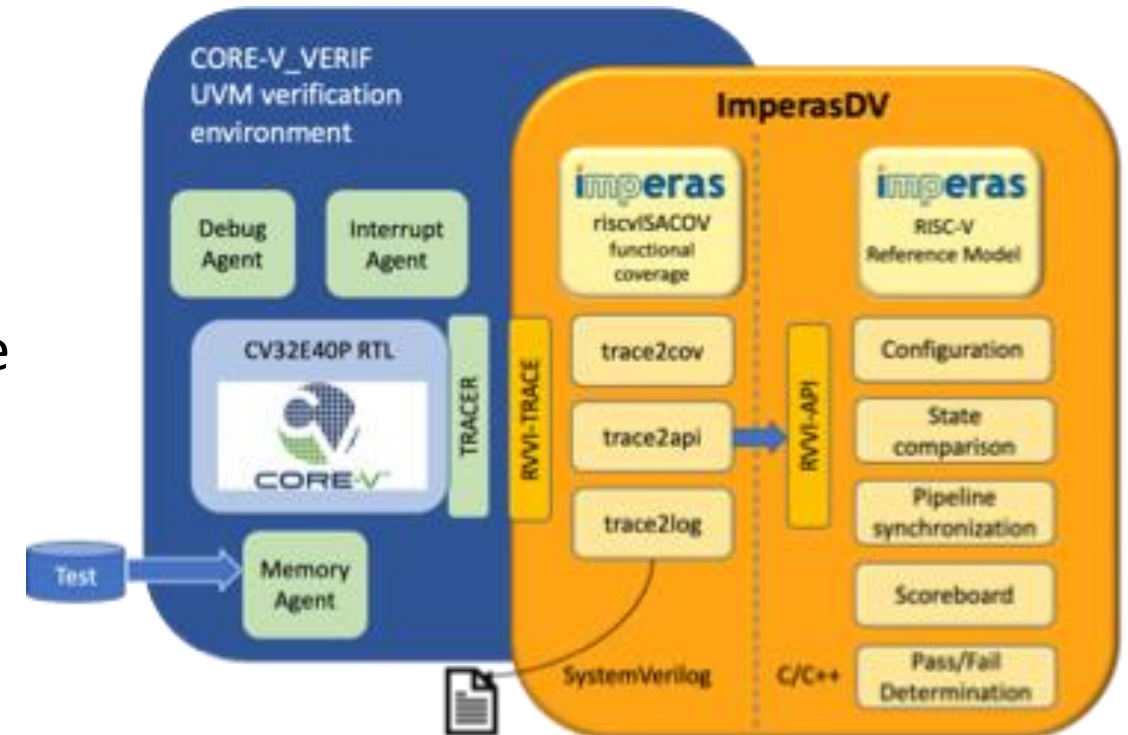 CORE-V_VERIF
UVM verification
environment
Debug
Agent
Interrupt
Agent
CV32E40P RTL
CORE-V™
TRACER
Test
Memory
Agent
e
ImperasDV
imperas
riscvISACOV
functional
coverage
RVVI-TRACE
trace2cov
trace2api
trace2log
SystemVerilog
imperas
RISC-V
Reference Model
RVVI-API
Configuration
State
comparison
Pipeline
synchronization
Scoreboard
Pass/Fail
Determination
C/C++